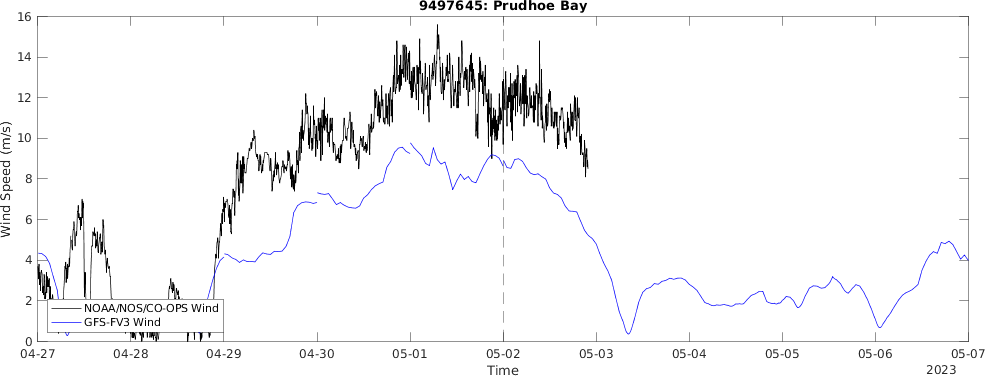 9497645: Prudhoe Bay
Wind Speed (m/s)
16
14
12
10
8
6
4
2
0
NOAA/NOS/CO-OPS Wind
GFS-FV3 Wind
04-27 04-28 04-29 04-30 05-01 05-02 05-03 05-04 05-05 05-06 05-07
Time
2023